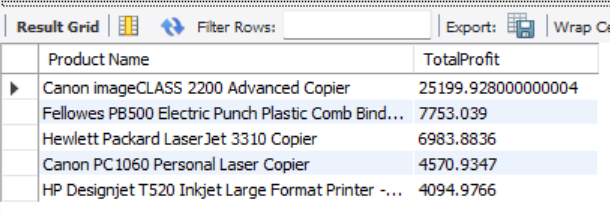 Result Grid Filter Rows: Export: Wrap Ce
Product Name TotalProfit
Canon imageCLASS 2200 Advanced Copier 25199.928000000004
Fellowes PB500 Electric Punch Plastic Comb Bind... 7753.039
Hewlett Packard LaserJet 3310 Copier 6983.8836
Canon PC1060 Personal Laser Copier 4570.9347
HP Designjet T520 Inkjet Large Format Printer -... 4094.9766